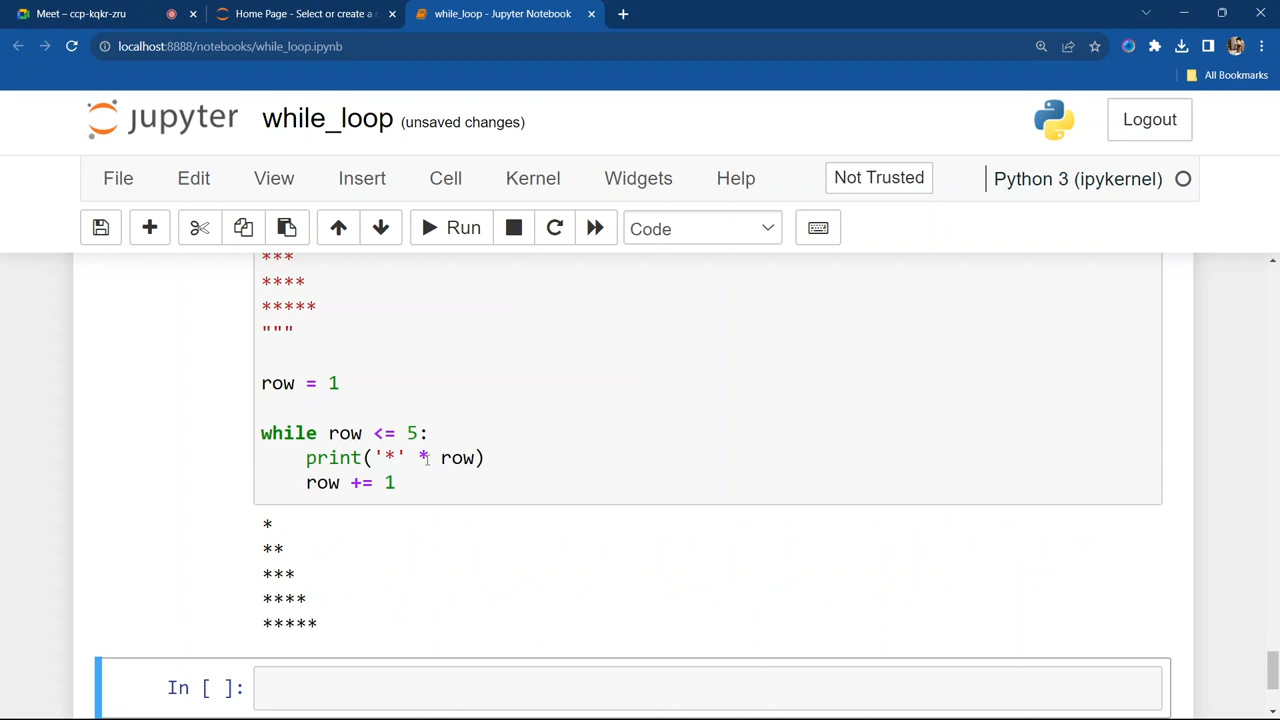 Meet – ccp-kqkr-zru
Home Page - Select or create a
while_loop - Jupyter Notebook
localhost:8888/notebooks/while_loop.ipynb
All Bookmarks
jupyter while_loop (unsaved changes)
Logout
File Edit View Insert Cell Kernel Widgets Help
Not Trusted
Python 3 (ipykernel)
Run
Code
***
****
*****
"""
row = 1
while row <= 5:
    print('*' * row)
    row += 1
*
**
***
****
*****
In [ ]: